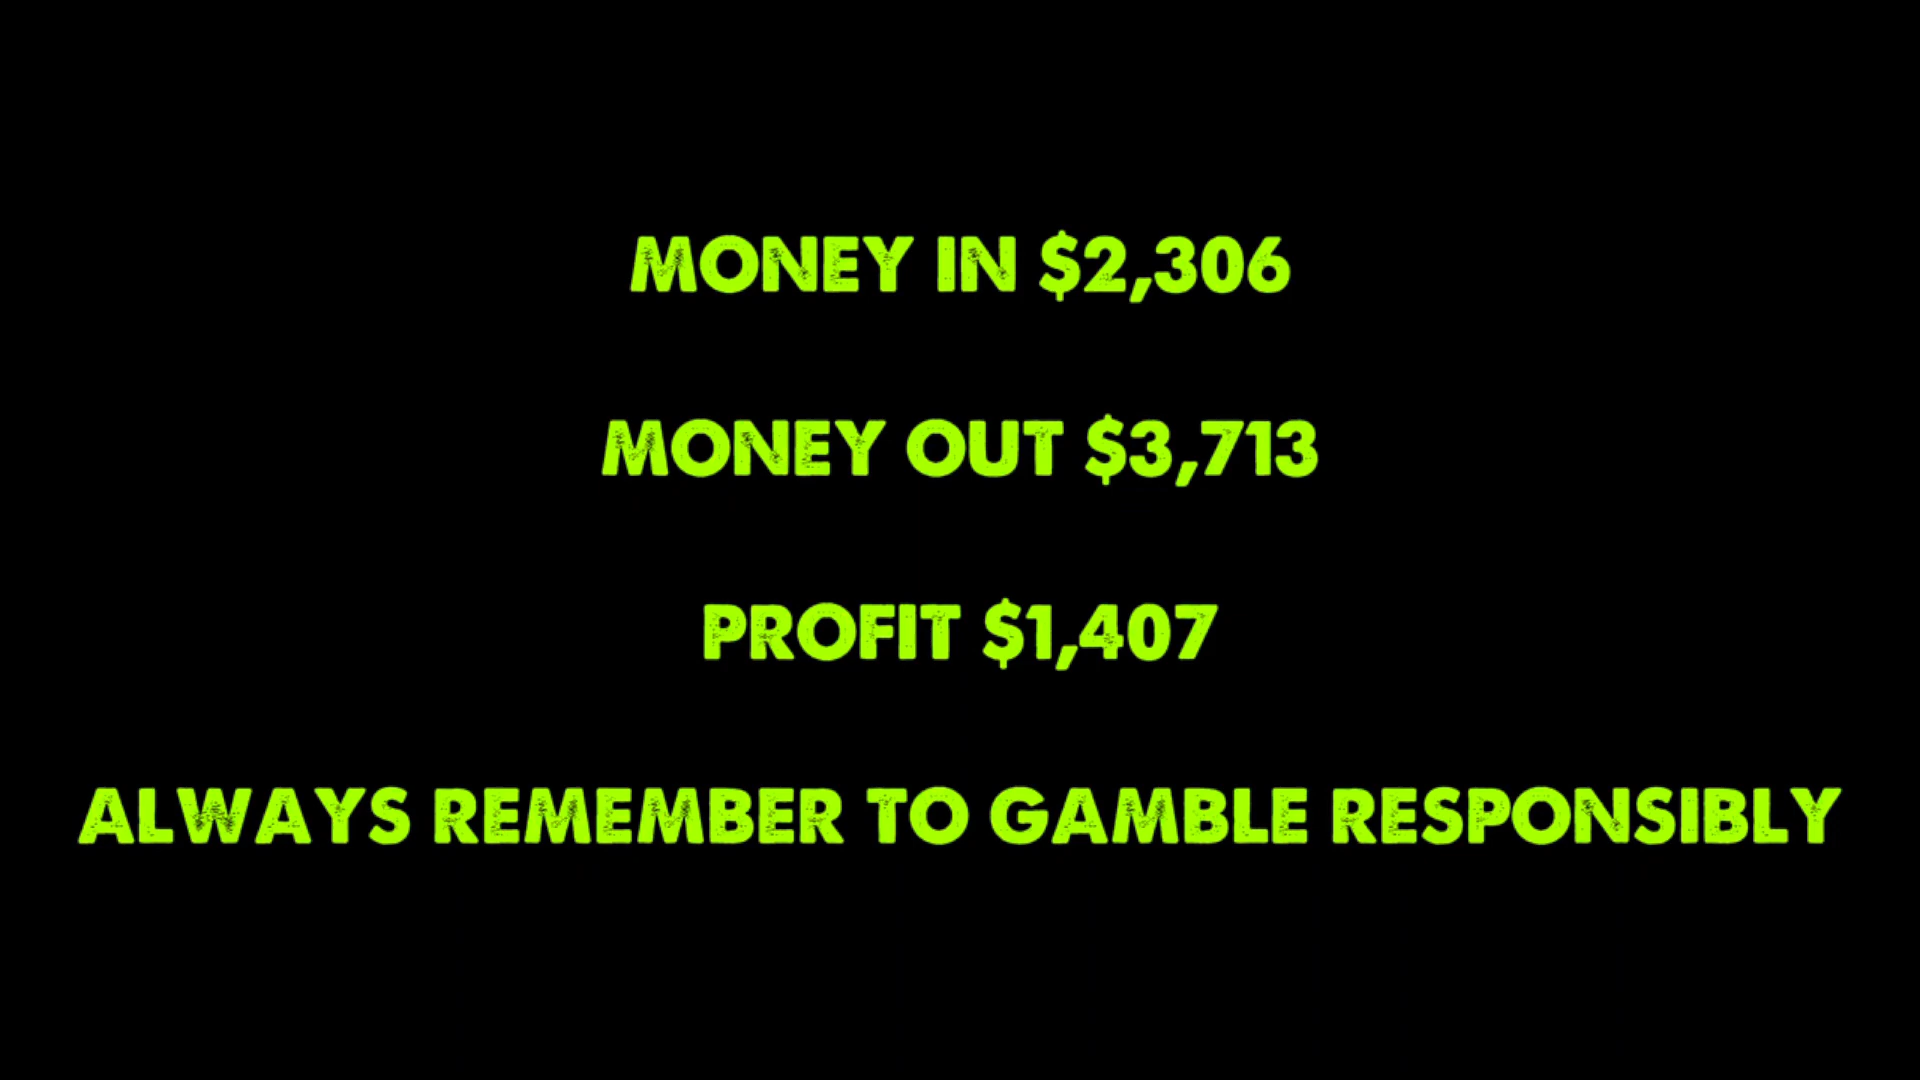 MONEY IN $2,306
MONEY OUT $3,713
PROFIT $1,407
ALWAYS REMEMBER TO GAMBLE RESPONSIBLY